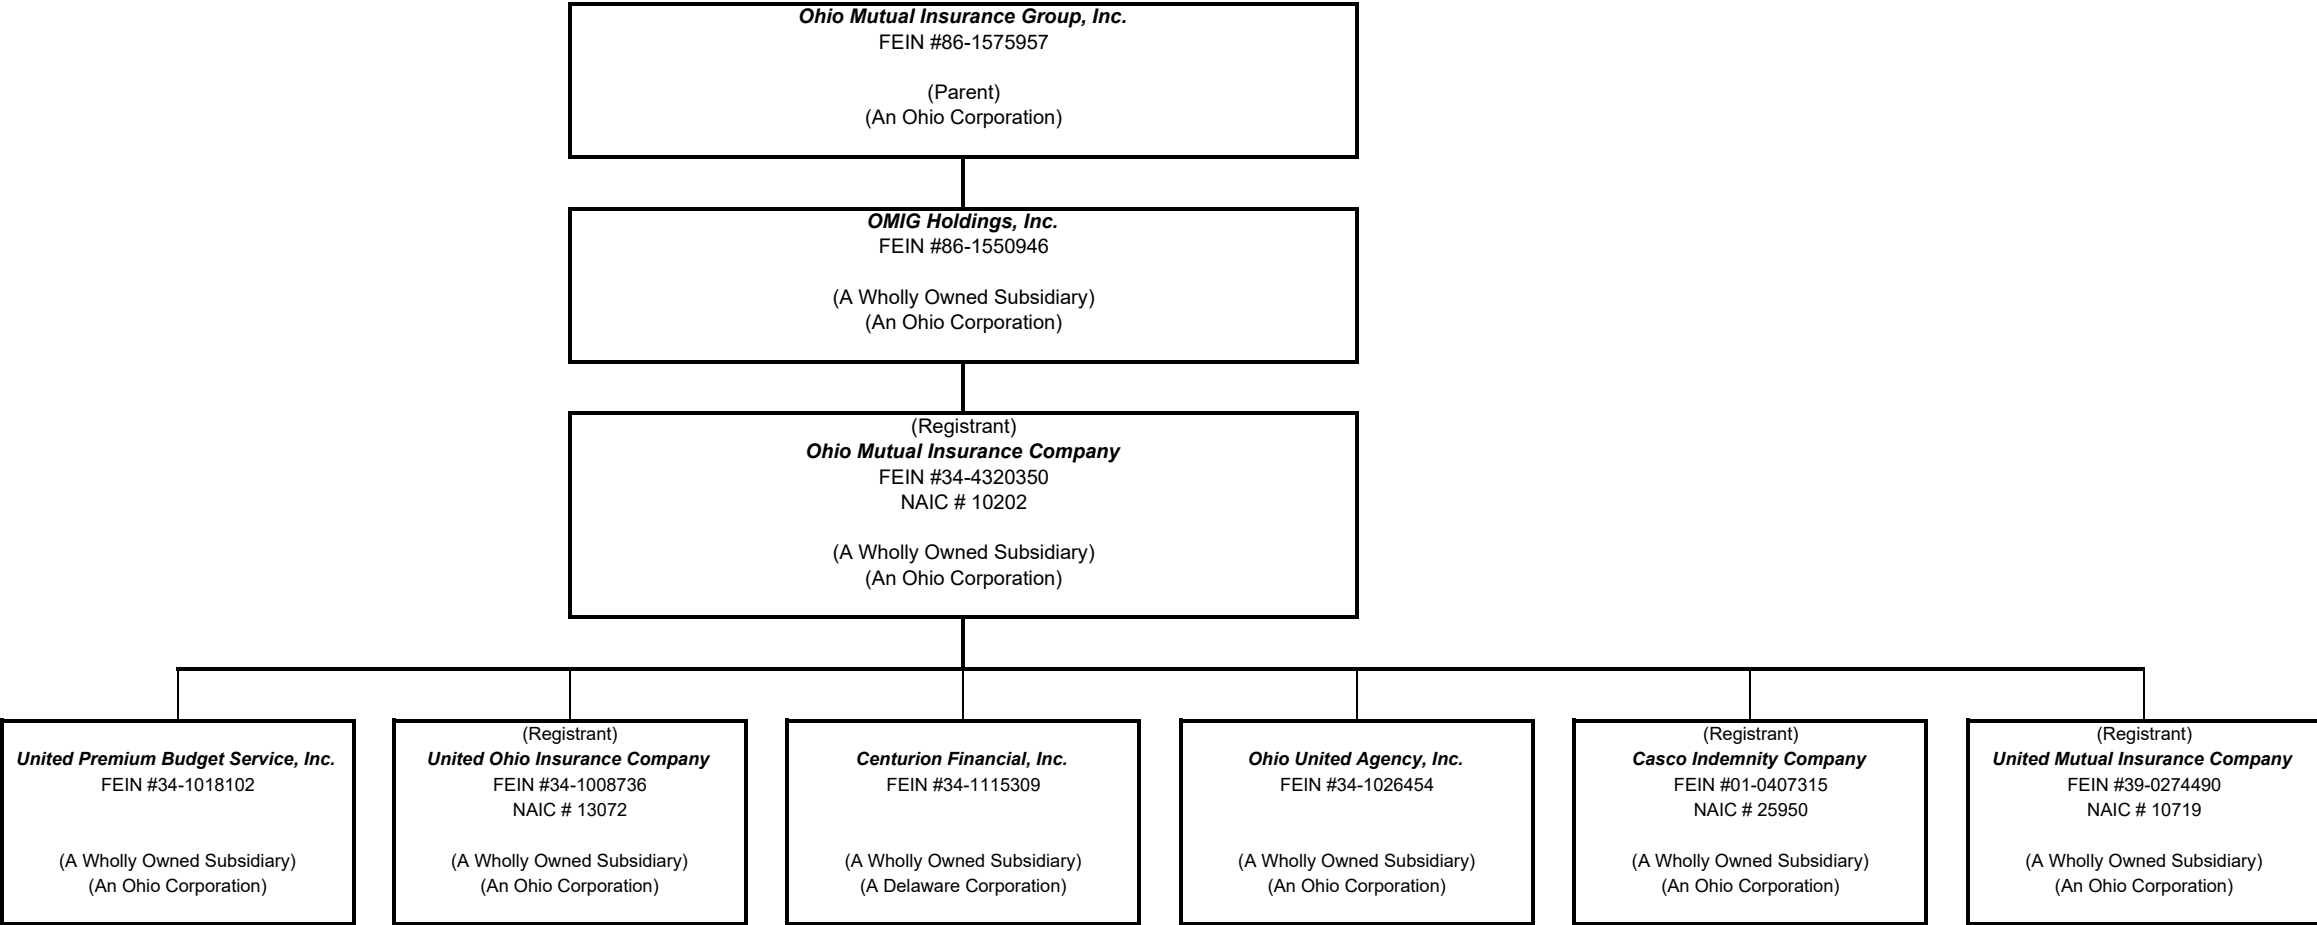 Ohio Mutual Insurance Group, Inc.
FEIN #86-1575957
(Parent)
(An Ohio Corporation)
OMIG Holdings, Inc.
FEIN #86-1550946
(A Wholly Owned Subsidiary)
(An Ohio Corporation)
(Registrant)
Ohio Mutual Insurance Company
FEIN #34-4320350
NAIC # 10202
(A Wholly Owned Subsidiary)
(An Ohio Corporation)
United Premium Budget Service, Inc.
FEIN #34-1018102
(A Wholly Owned Subsidiary)
(An Ohio Corporation)
(Registrant)
United Ohio Insurance Company
FEIN #34-1008736
NAIC # 13072
(A Wholly Owned Subsidiary)
(An Ohio Corporation)
Centurion Financial, Inc.
FEIN #34-1115309
(A Wholly Owned Subsidiary)
(A Delaware Corporation)
Ohio United Agency, Inc.
FEIN #34-1026454
(A Wholly Owned Subsidiary)
(An Ohio Corporation)
(Registrant)
Casco Indemnity Company
FEIN #01-0407315
NAIC # 25950
(A Wholly Owned Subsidiary)
(An Ohio Corporation)
(Registrant)
United Mutual Insurance Company
FEIN #39-0274490
NAIC # 10719
(A Wholly Owned Subsidiary)
(An Ohio Corporation)